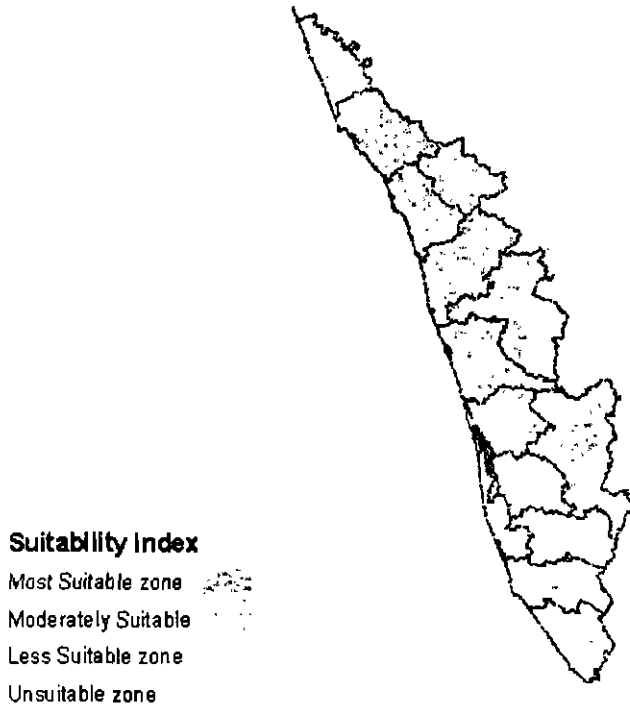 Suitability Index
Most Suitable zone
Moderately Suitable
Less Suitable zone
Unsuitable zone